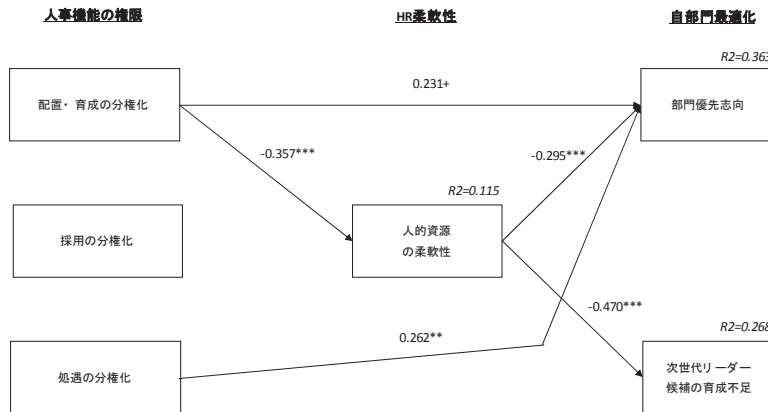 人事機能の権限
HR柔軟性
自部門最適化
R2=0.363
配置・育成の分権化
0.231+
部門優先志向
-0.357***
-0.295***
R2=0.115
採用の分権化
人的資源
の柔軟性
-0.470***
R2=0.268
0.262**
処遇の分権化
次世代リーダー
候補の育成不足